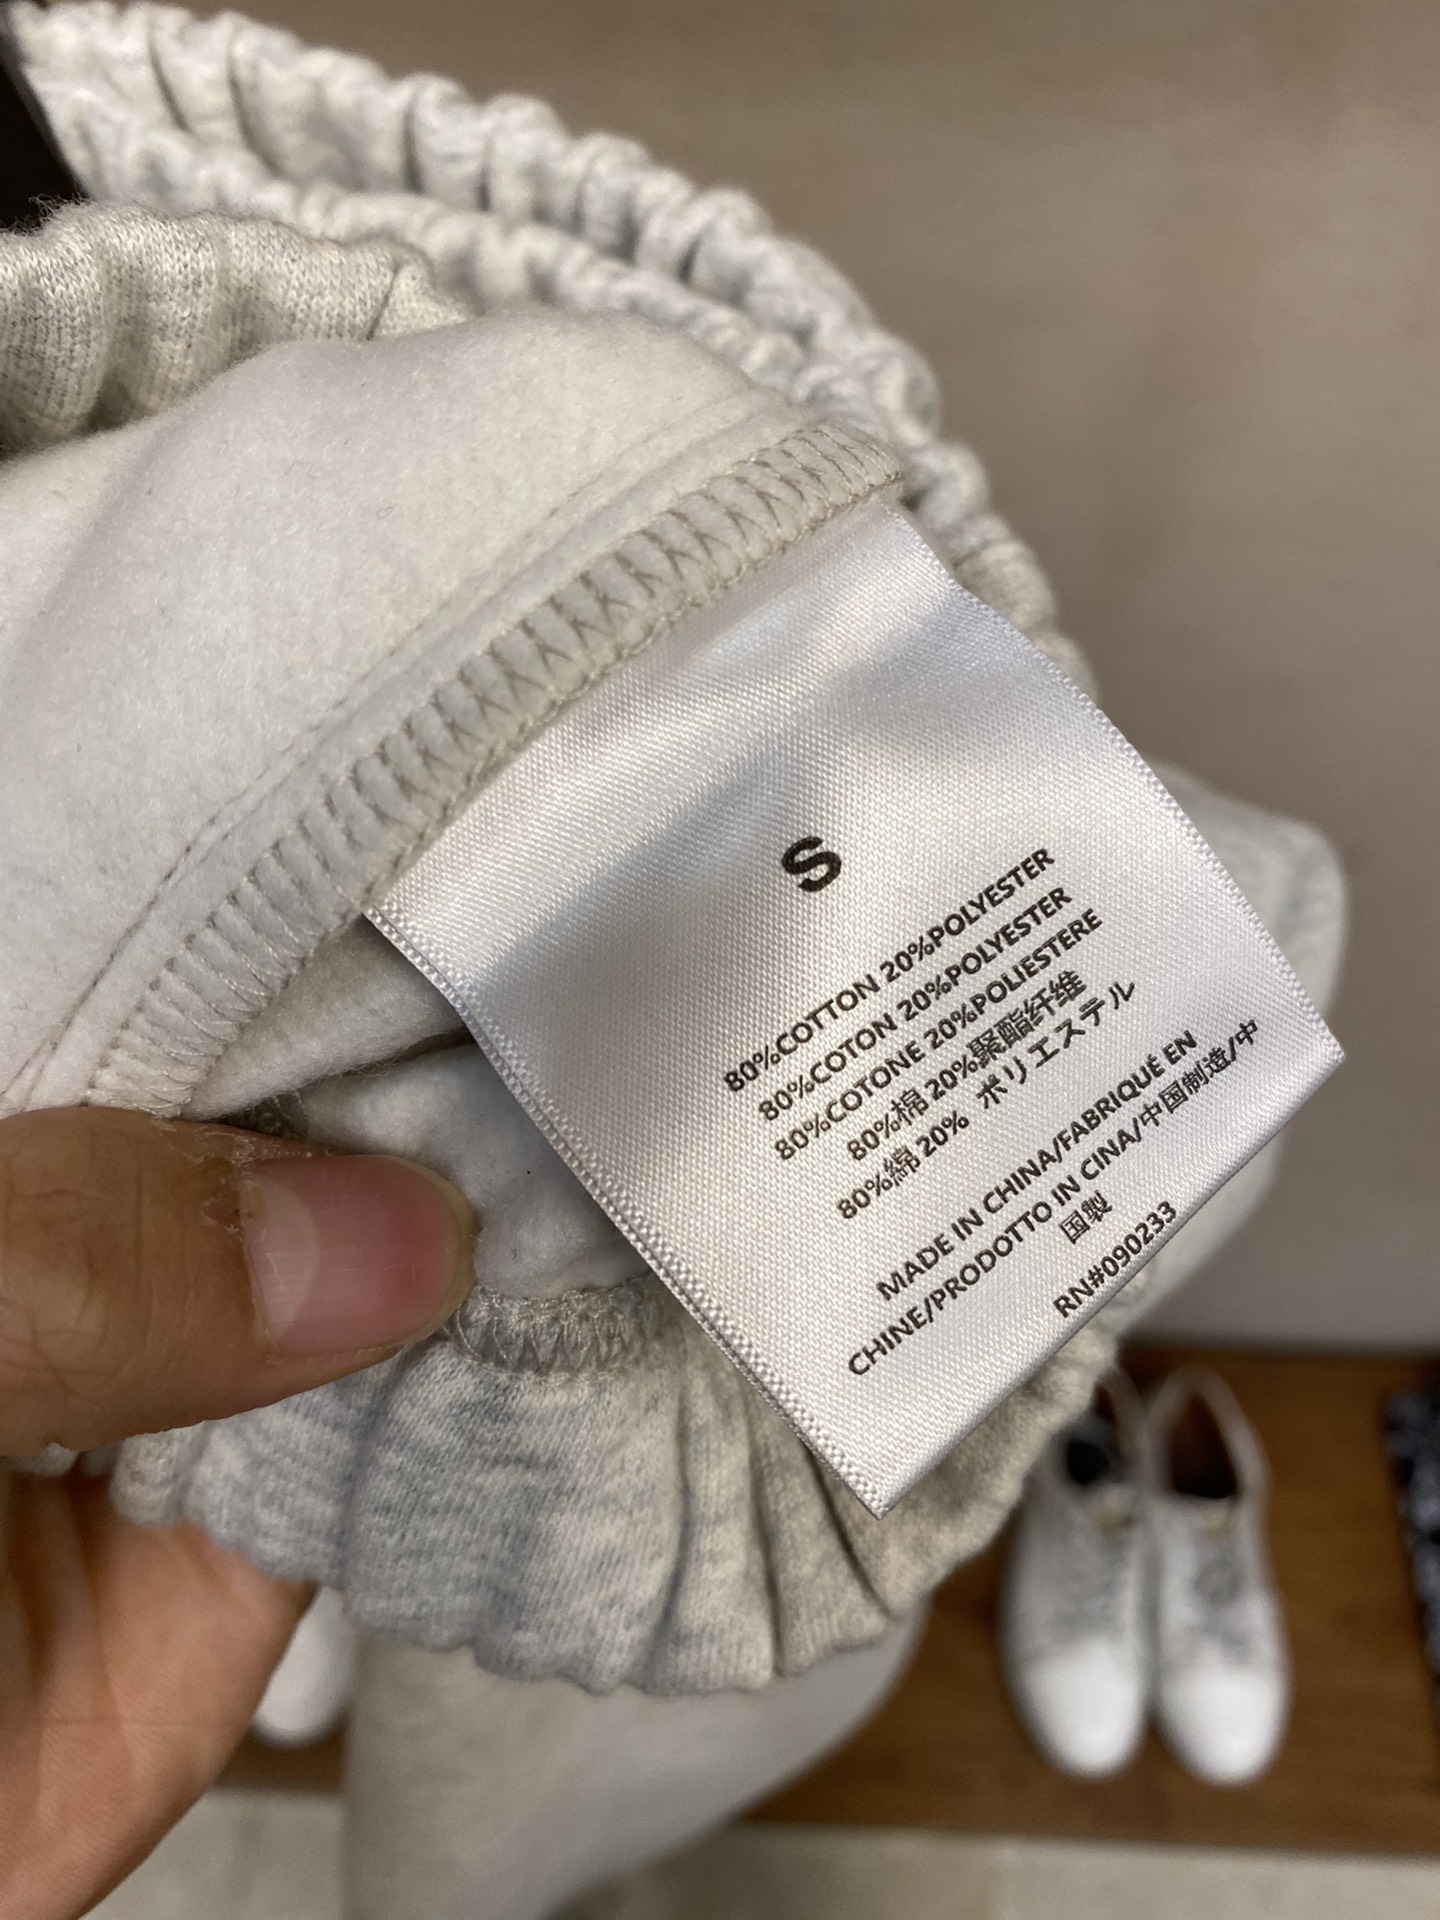 S
80%COTTON 20%POLYESTER
80%COTON 20%POLYESTER
80%COTONE 20%POLIESTERE
80%棉 20%聚酯纤维
80%綿 20% ポリエステル
MADE IN CHINA/FABRIQUÉ EN
CHINE/PRODOTTO IN CINA/中国制造/中
国製
RN#090233